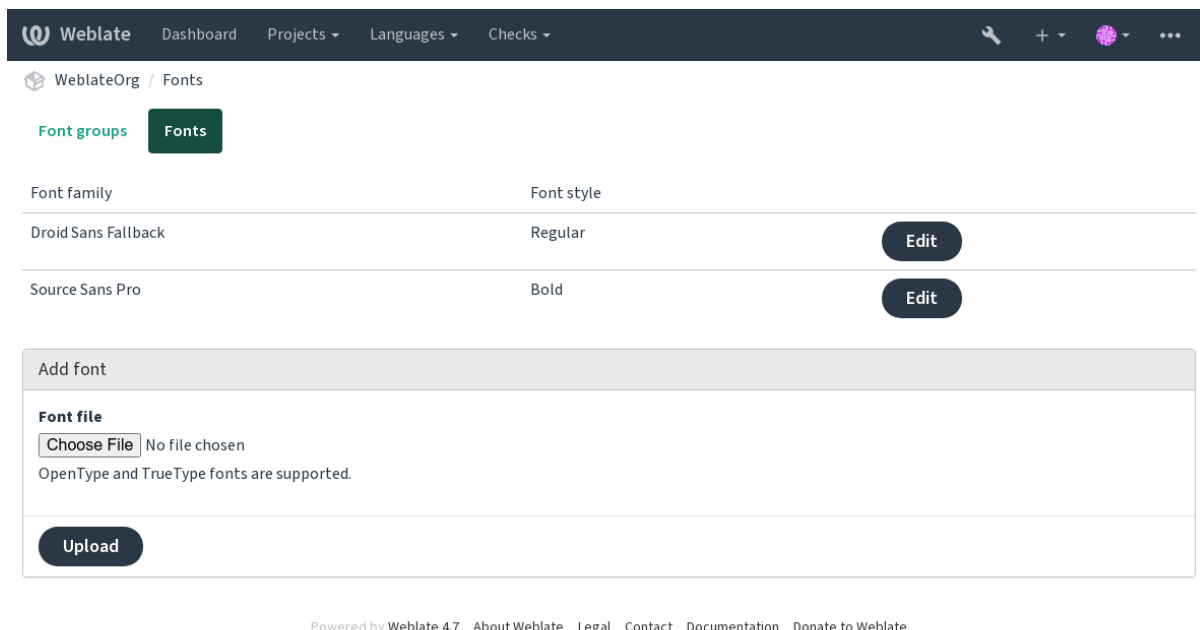 Weblate Dashboard Projects Languages Checks +
WeblateOrg / Fonts
Font groups Fonts
Font family Font style
Droid Sans Fallback Regular Edit
Source Sans Pro Bold Edit
Add font
Font file
Choose File No file chosen
OpenType and TrueType fonts are supported.
Upload
Powered by Weblate 4.7 About Weblate Legal Contact Documentation Donate to Weblate